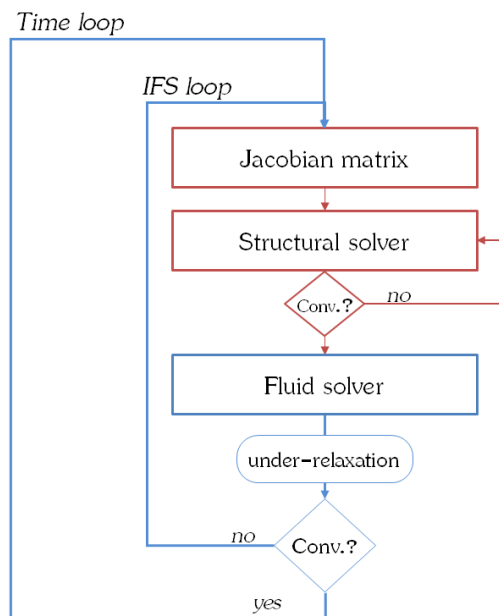 Time loop
IFS loop
Jacobian matrix
Structural solver
Conv.?
no
Fluid solver
under-relaxation
no
Conv.?
yes